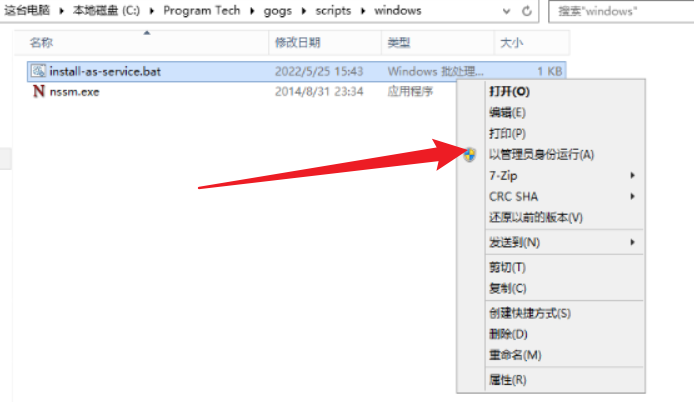 这台电脑 ▸ 本地磁盘 (C:) ▸ Program Tech ▸ gogs ▸ scripts ▸ windows 搜索"windows"
名称 修改日期 类型 大小
install-as-service.bat 2022/5/25 15:43 Windows 批处理... 1 KB
nssm.exe 2014/8/31 23:34 应用程序
打开(O)
编辑(E)
打印(P)
以管理员身份运行(A)
7-Zip
CRC SHA
还原以前的版本(V)
发送到(N)
剪切(T)
复制(C)
创建快捷方式(S)
删除(D)
重命名(M)
属性(R)